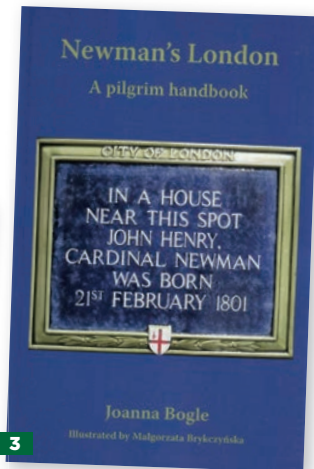 Newman's London
A pilgrim handbook
CITY OF LONDON
IN A HOUSE
NEAR THIS SPOT
JOHN HENRY,
CARDINAL NEWMAN
WAS BORN
21ST FEBRUARY 1801
Joanna Bogle
Illustrated by Małgorzata Brykczyńska
3